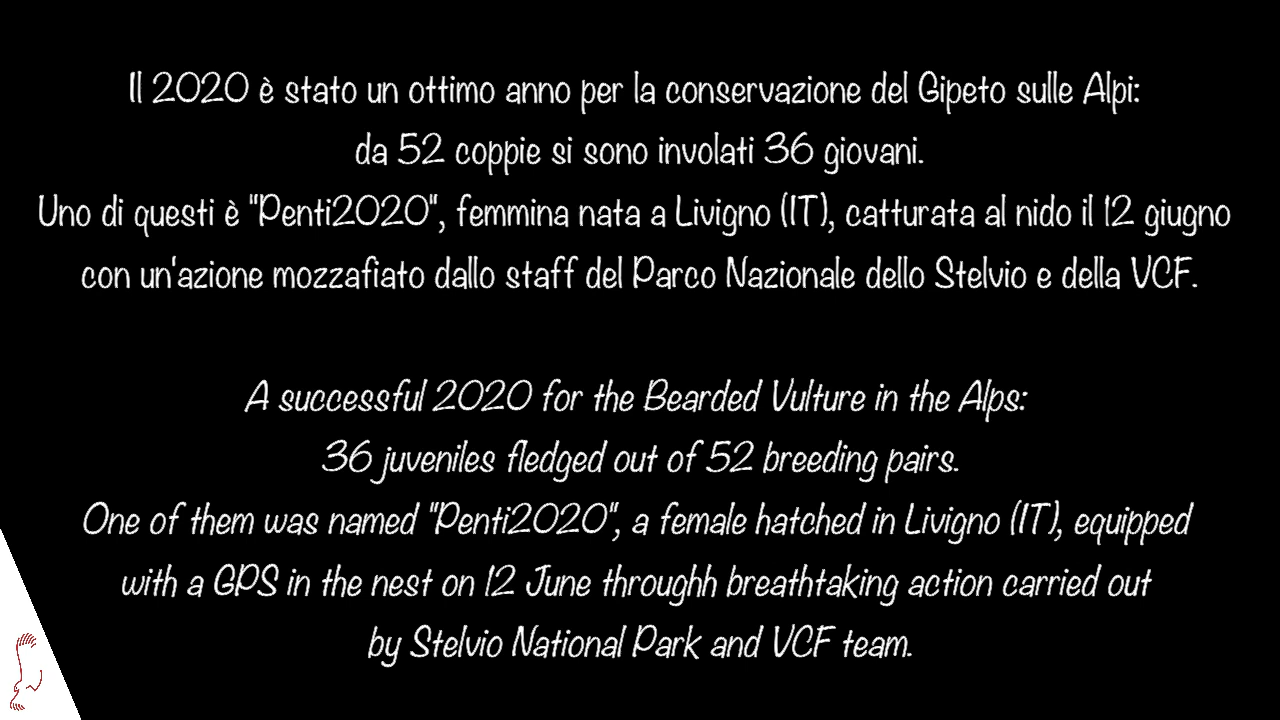 Il 2020 è stato un ottimo anno per la conservazione del Gipeto sulle Alpi:
da 52 coppie si sono involati 36 giovani.
Uno di questi è "Penti2020", femmina nata a Livigno (IT), catturata al nido il 12 giugno
con un'azione mozzafiato dallo staff del Parco Nazionale dello Stelvio e della VCF.
A successful 2020 for the Bearded Vulture in the Alps:
36 juveniles fledged out of 52 breeding pairs.
One of them was named "Penti2020", a female hatched in Livigno (IT), equipped
with a GPS in the nest on 12 June throughh breathtaking action carried out
by Stelvio National Park and VCF team.